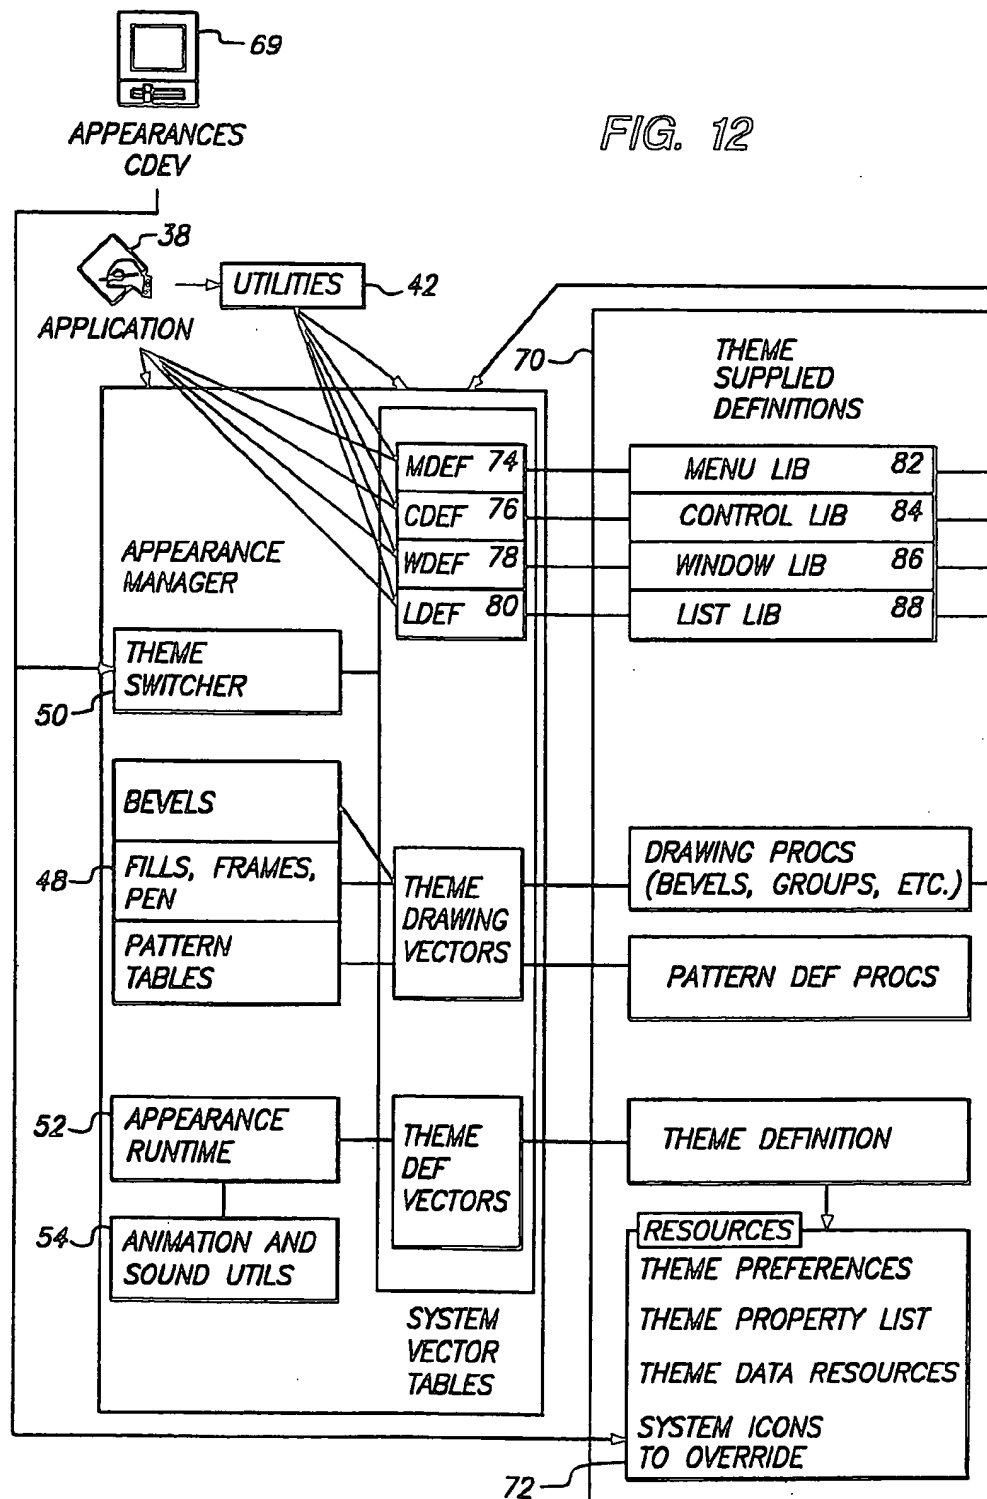 69
APPEARANCES
CDEV
FIG. 12
38
APPLICATION
UTILITIES
42
70
THEME
SUPPLIED
DEFINITIONS
MDEF 74
CDEF 76
WDEF 78
LDEF 80
MENU LIB 82
CONTROL LIB 84
WINDOW LIB 86
LIST LIB 88
APPEARANCE
MANAGER
THEME
SWITCHER
50
BEVELS
FILLS, FRAMES,
PEN
48
PATTERN
TABLES
THEME
DRAWING
VECTORS
DRAWING PROCS
(BEVELS, GROUPS, ETC.)
PATTERN DEF PROCS
52
APPEARANCE
RUNTIME
THEME
DEF
VECTORS
THEME DEFINITION
54
ANIMATION AND
SOUND UTILS
SYSTEM
VECTOR
TABLES
RESOURCES
THEME PREFERENCES
THEME PROPERTY LIST
THEME DATA RESOURCES
SYSTEM ICONS
TO OVERRIDE
72